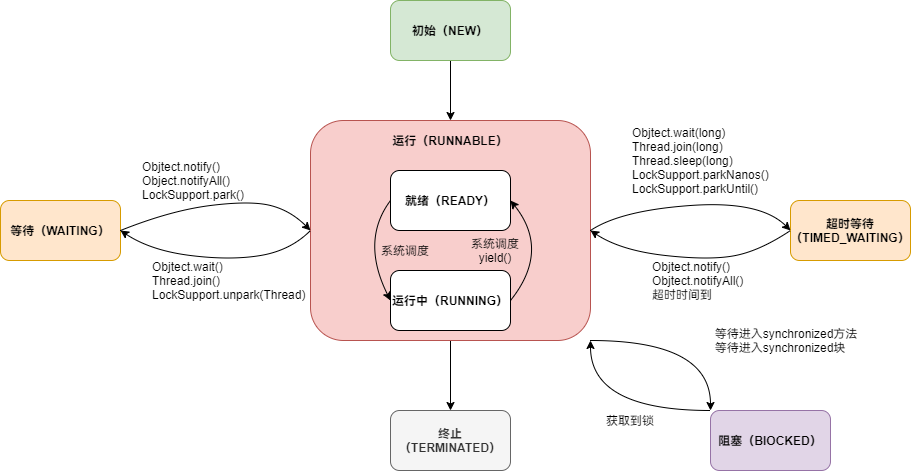 初始（NEW）
运行（RUNNABLE）
Objtect.wait(long)
Thread.join(long)
Thread.sleep(long)
LockSupport.parkNanos()
LockSupport.parkUntil()
Objtect.notify()
Object.notifyAll()
LockSupport.park()
就绪（READY）
等待（WAITING）
超时等待
（TIMED_WAITING）
系统调度
系统调度
yield()
Objtect.wait()
Thread.join()
LockSupport.unpark(Thread)
Objtect.notify()
Objtect.notifyAll()
超时时间到
运行中（RUNNING）
等待进入synchronized方法
等待进入synchronized块
获取到锁
终止
（TERMINATED）
阻塞（BIOCKED）